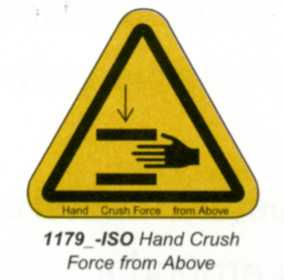 Hand Crush Force from Above
1179_-ISO Hand Crush
Force from Above